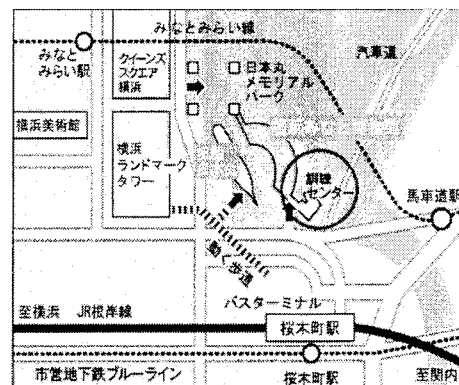 みなとみらい線
みなと
みらい駅
クイーンズ
スクエア
横浜
日本丸
メモリアル
パーク
汽車道
横浜美術館
横浜
ランドマーク
タワー
訓練
センター
馬車道駅
動く歩道
バスターミナル
至横浜 JR根岸線
桜木町駅
市営地下鉄ブルーライン
桜木町駅
至関内